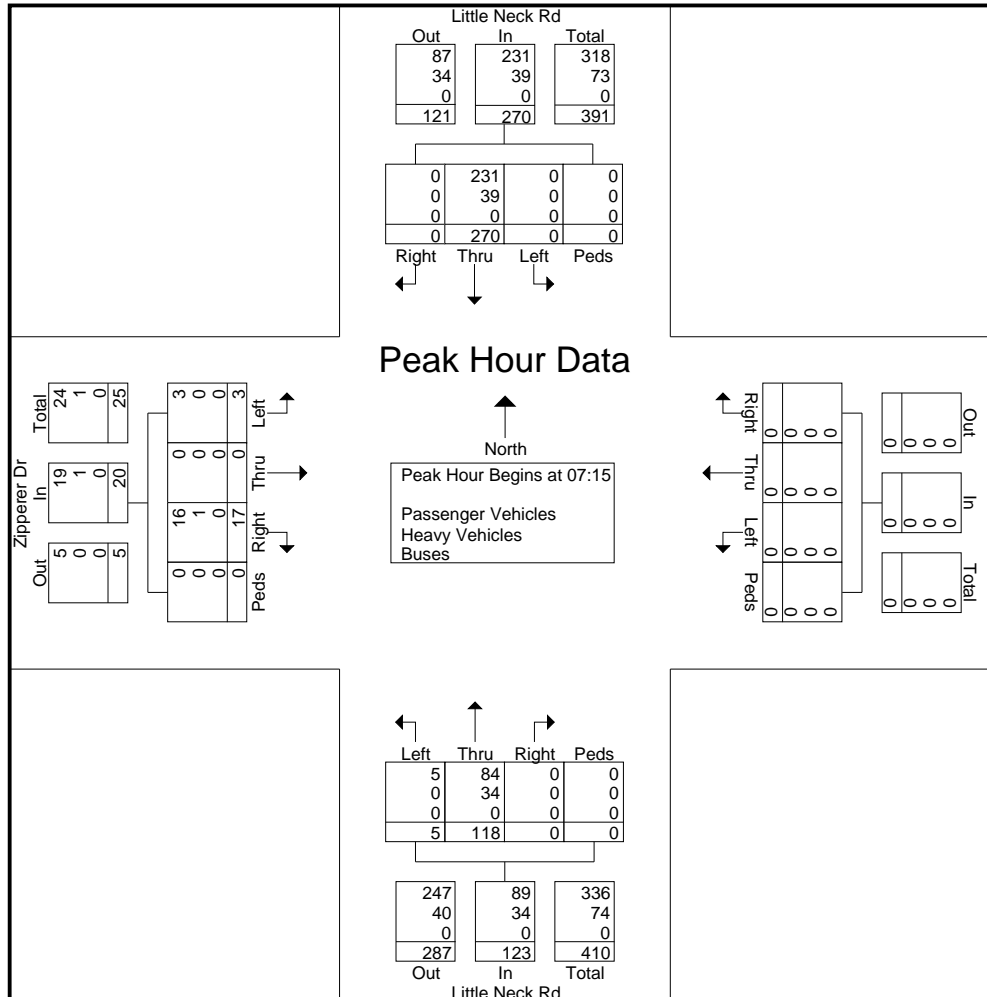 Little Neck Rd
Out In Total
87 231 318
34 39 73
0 0 0
121 270 391
0 231 0 0
0 39 0 0
0 0 0 0
0 270 0 0
Right Thru Left Peds
Peak Hour Data
North
Peak Hour Begins at 07:15
Passenger Vehicles
Heavy Vehicles
Buses
Zipperer Dr
Total In Out
24 1 0 25
19 1 0 20
5 0 0 5
3 0 0 3 Left
0 0 0 0 Thru
16 1 0 17 Right
0 0 0 0 Peds
Right 0 0 0 0
Thru 0 0 0 0
Left 0 0 0 0
Peds 0 0 0 0
Out In Total
0 0 0 0
0 0 0 0
0 0 0 0
Left Thru Right Peds
5 84 0 0
0 34 0 0
0 0 0 0
5 118 0 0
247 89 336
40 34 74
0 0 0
287 123 410
Out In Total
Little Neck Rd